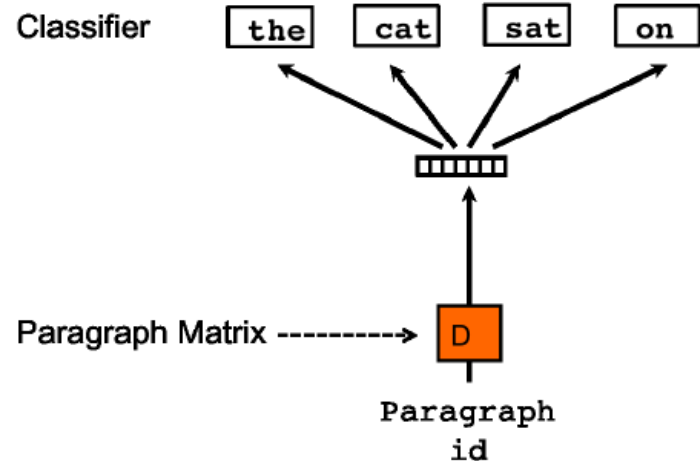 Classifier the cat sat on
Paragraph Matrix D
Paragraph
id